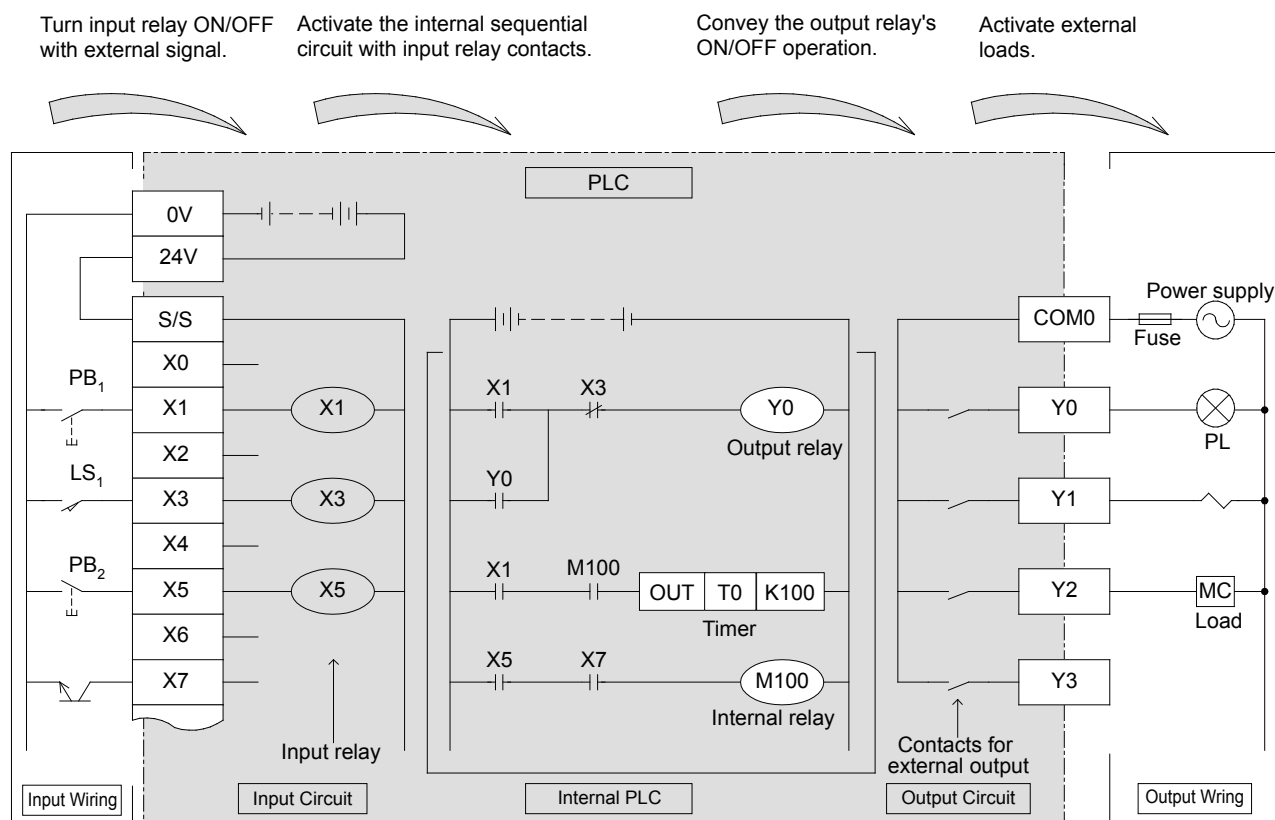 Turn input relay ON/OFF
with external signal.
Activate the internal sequential
circuit with input relay contacts.
Convey the output relay's
ON/OFF operation.
Activate external
loads.
PLC
0V
24V
S/S
X0
X1
X2
X3
X4
X5
X6
X7
PB1
LS1
PB2
X1
X3
X5
Input relay
X1
X3
Y0
Output relay
Y0
X1
M100
OUT
T0
K100
Timer
X5
X7
M100
Internal relay
COM0
Y0
Y1
Y2
Y3
Contacts for
external output
Power supply
Fuse
PL
MC
Load
Input Wiring
Input Circuit
Internal PLC
Output Circuit
Output Wring